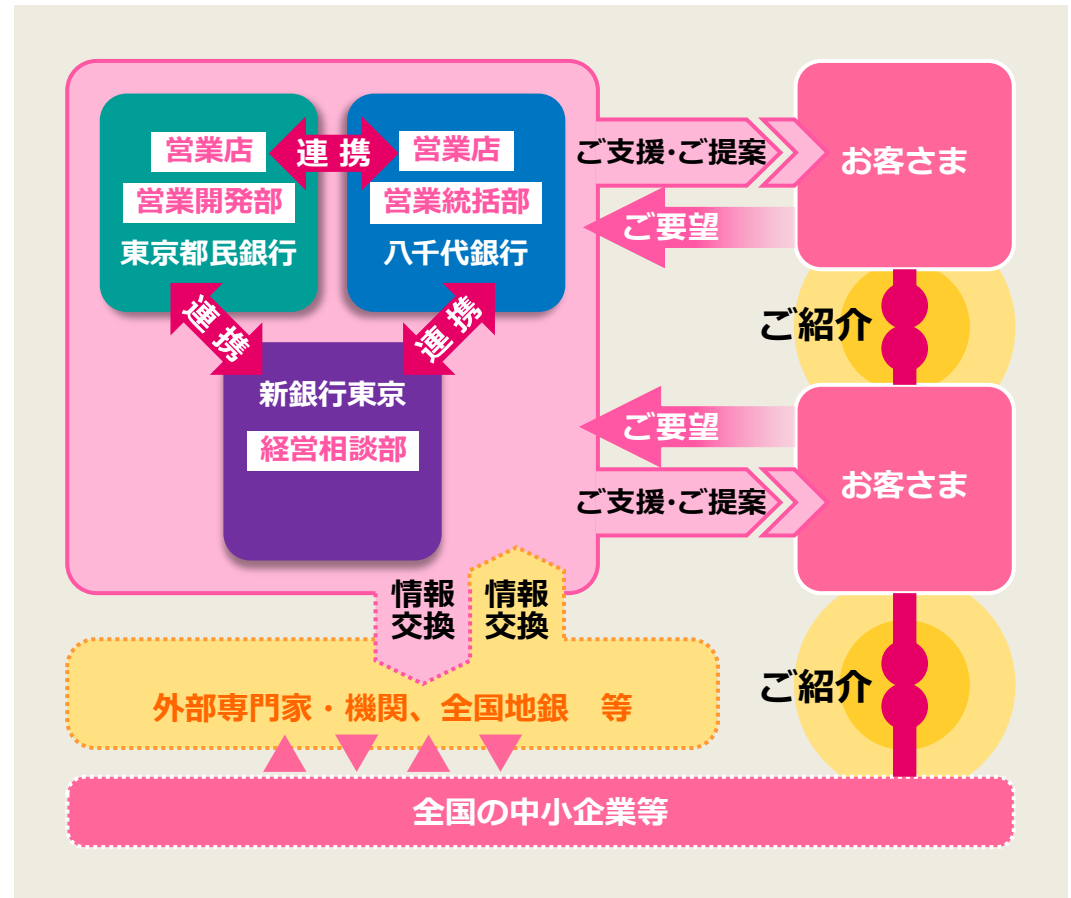 営業店
連携
営業店
営業開発部
営業統括部
東京都民銀行
八千代銀行
連携
連携
新銀行東京
経営相談部
ご支援・ご提案
お客さま
ご要望
ご紹介
ご要望
お客さま
ご支援・ご提案
情報
交換
情報
交換
外部専門家・機関、全国地銀　等
ご紹介
全国の中小企業等